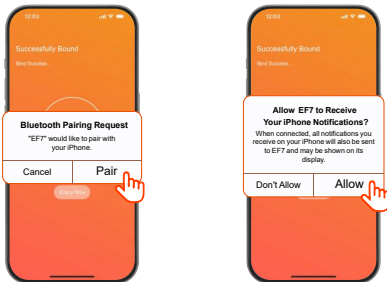 12:03
Successfully Bound
Bind Success...
Bluetooth Pairing Request
"EF7" would like to pair with
your iPhone.
Cancel
Pair
Enjoy Now
12:03
Successfully Bound
Bind Success...
Allow EF7 to Receive
Your iPhone Notifications?
When connected, all notifications you
receive on your iPhone will also be sent
to EF7 and may be shown on its
display.
Don't Allow
Allow